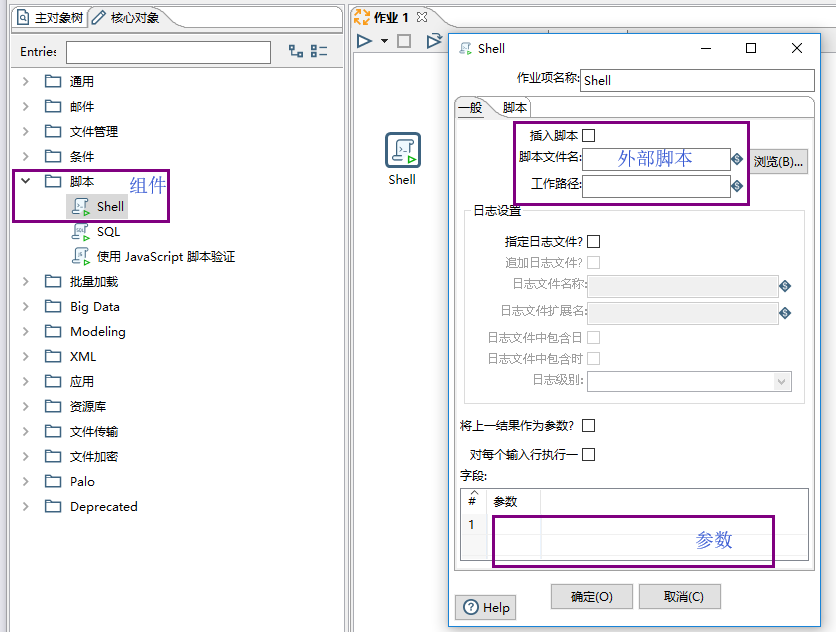 主对象树
核心对象
Entries
通用
邮件
文件管理
条件
脚本
组件
Shell
SQL
使用 JavaScript 脚本验证
批量加载
Big Data
Modeling
XML
应用
资源库
文件传输
文件加密
Palo
Deprecated
作业 1
Shell
Shell
作业项名称: Shell
一般
脚本
插入脚本
脚本文件名: 外部脚本
浏览(B)...
工作路径:
日志设置
指定日志文件?
追加日志文件?
日志文件名称:
日志文件扩展名:
日志文件中包含日
日志文件中包含时
日志级别:
将上一结果作为参数?
对每个输入行执行一
字段:
# 参数
1
参数
确定(O)
取消(C)
Help